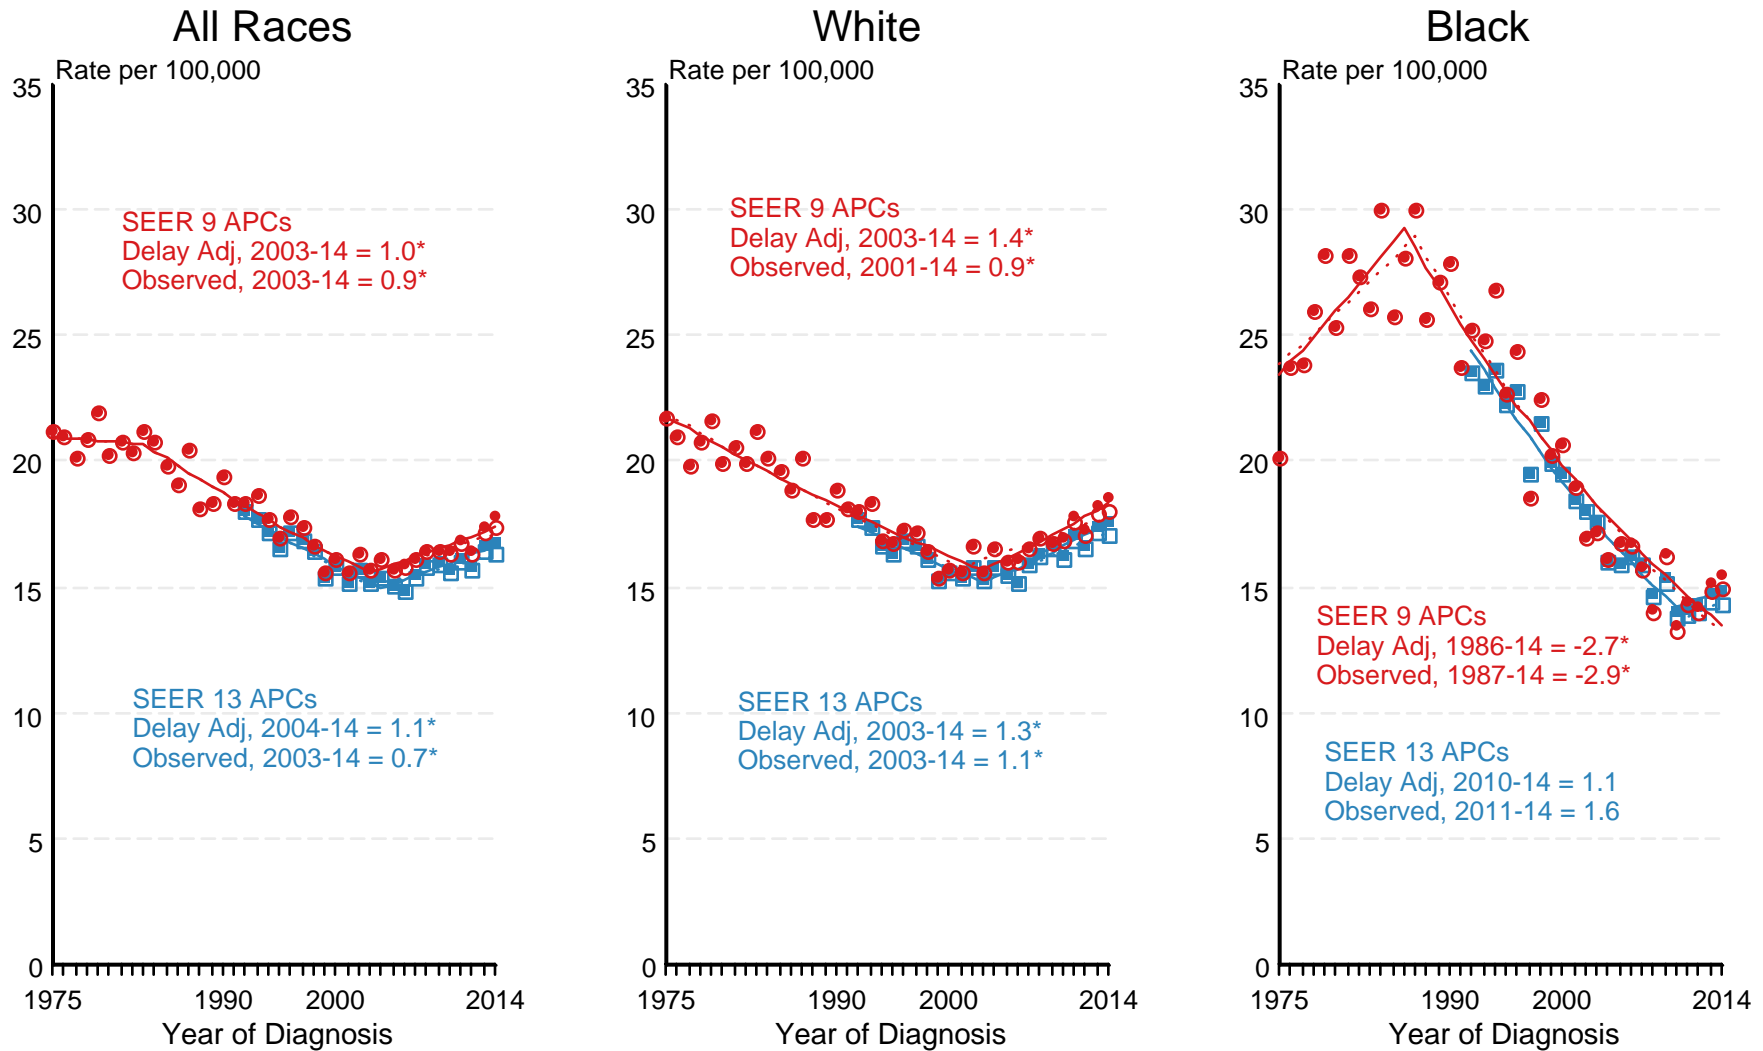 All Races
Rate per 100,000
35
30
25
20
15
10
5
0
SEER 9 APCs
Delay Adj, 2003-14 = 1.0*
Observed, 2003-14 = 0.9*
SEER 13 APCs
Delay Adj, 2004-14 = 1.1*
Observed, 2003-14 = 0.7*
1975 1990 2000 2014
Year of Diagnosis
White
Rate per 100,000
35
30
25
20
15
10
5
0
SEER 9 APCs
Delay Adj, 2003-14 = 1.4*
Observed, 2001-14 = 0.9*
SEER 13 APCs
Delay Adj, 2003-14 = 1.3*
Observed, 2003-14 = 1.1*
1975 1990 2000 2014
Year of Diagnosis
Black
Rate per 100,000
35
30
25
20
15
10
5
0
SEER 9 APCs
Delay Adj, 1986-14 = -2.7*
Observed, 1987-14 = -2.9*
SEER 13 APCs
Delay Adj, 2010-14 = 1.1
Observed, 2011-14 = 1.6
1975 1990 2000 2014
Year of Diagnosis